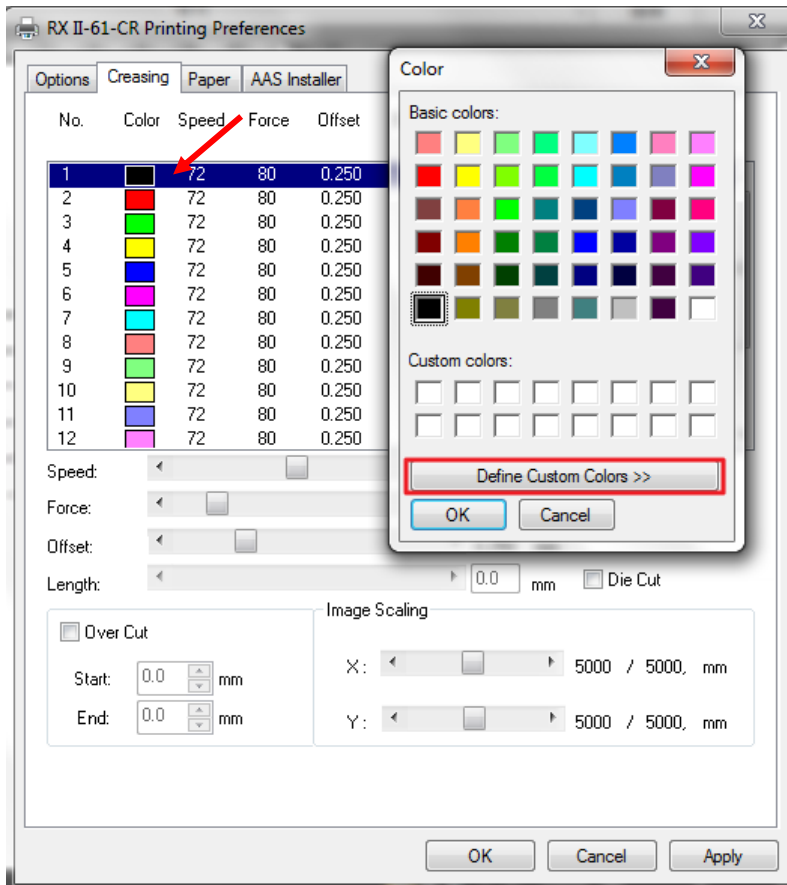 RX II-61-CR Printing Preferences
Options Creasing Paper AAS Installer
No. Color Speed Force Offset
1 72 80 0.250
2 72 80 0.250
3 72 80 0.250
4 72 80 0.250
5 72 80 0.250
6 72 80 0.250
7 72 80 0.250
8 72 80 0.250
9 72 80 0.250
10 72 80 0.250
11 72 80 0.250
12 72 80 0.250
Speed:
Force:
Offset:
Length: 0.0 mm Die Cut
Over Cut
Start: 0.0 mm
End: 0.0 mm
Image Scaling
X: 5000 / 5000, mm
Y: 5000 / 5000, mm
OK Cancel Apply
Color
Basic colors:
Custom colors:
Define Custom Colors >>
OK Cancel